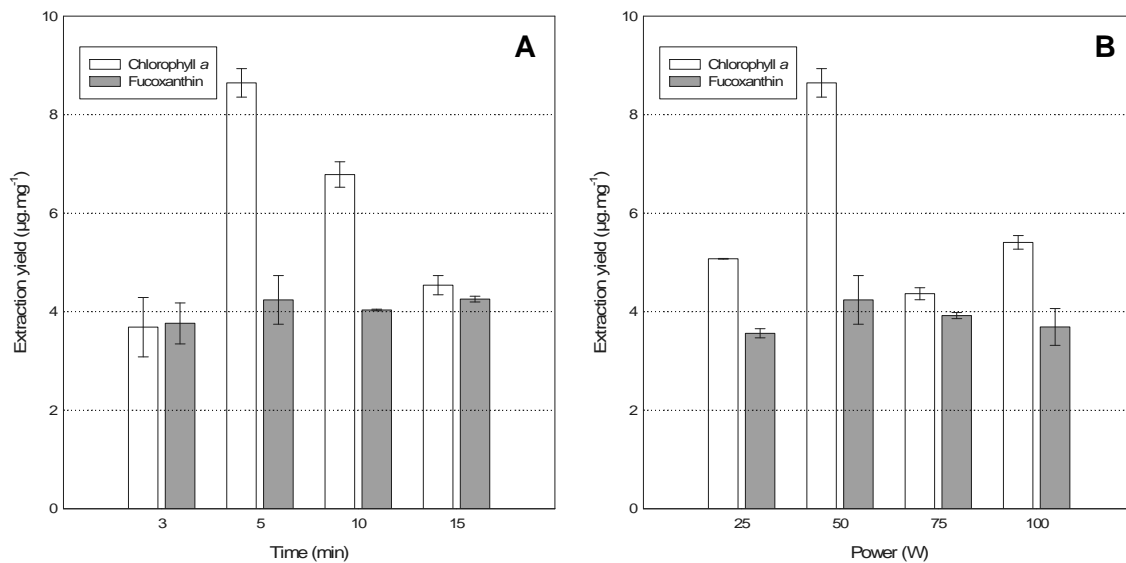 A
Chlorophyll a
Fucoxanthin
Extraction yield (µg.mg-1)
10
8
6
4
2
0
3 5 10 15
Time (min)
B
Chlorophyll a
Fucoxanthin
Extraction yield (µg.mg-1)
10
8
6
4
2
0
25 50 75 100
Power (W)